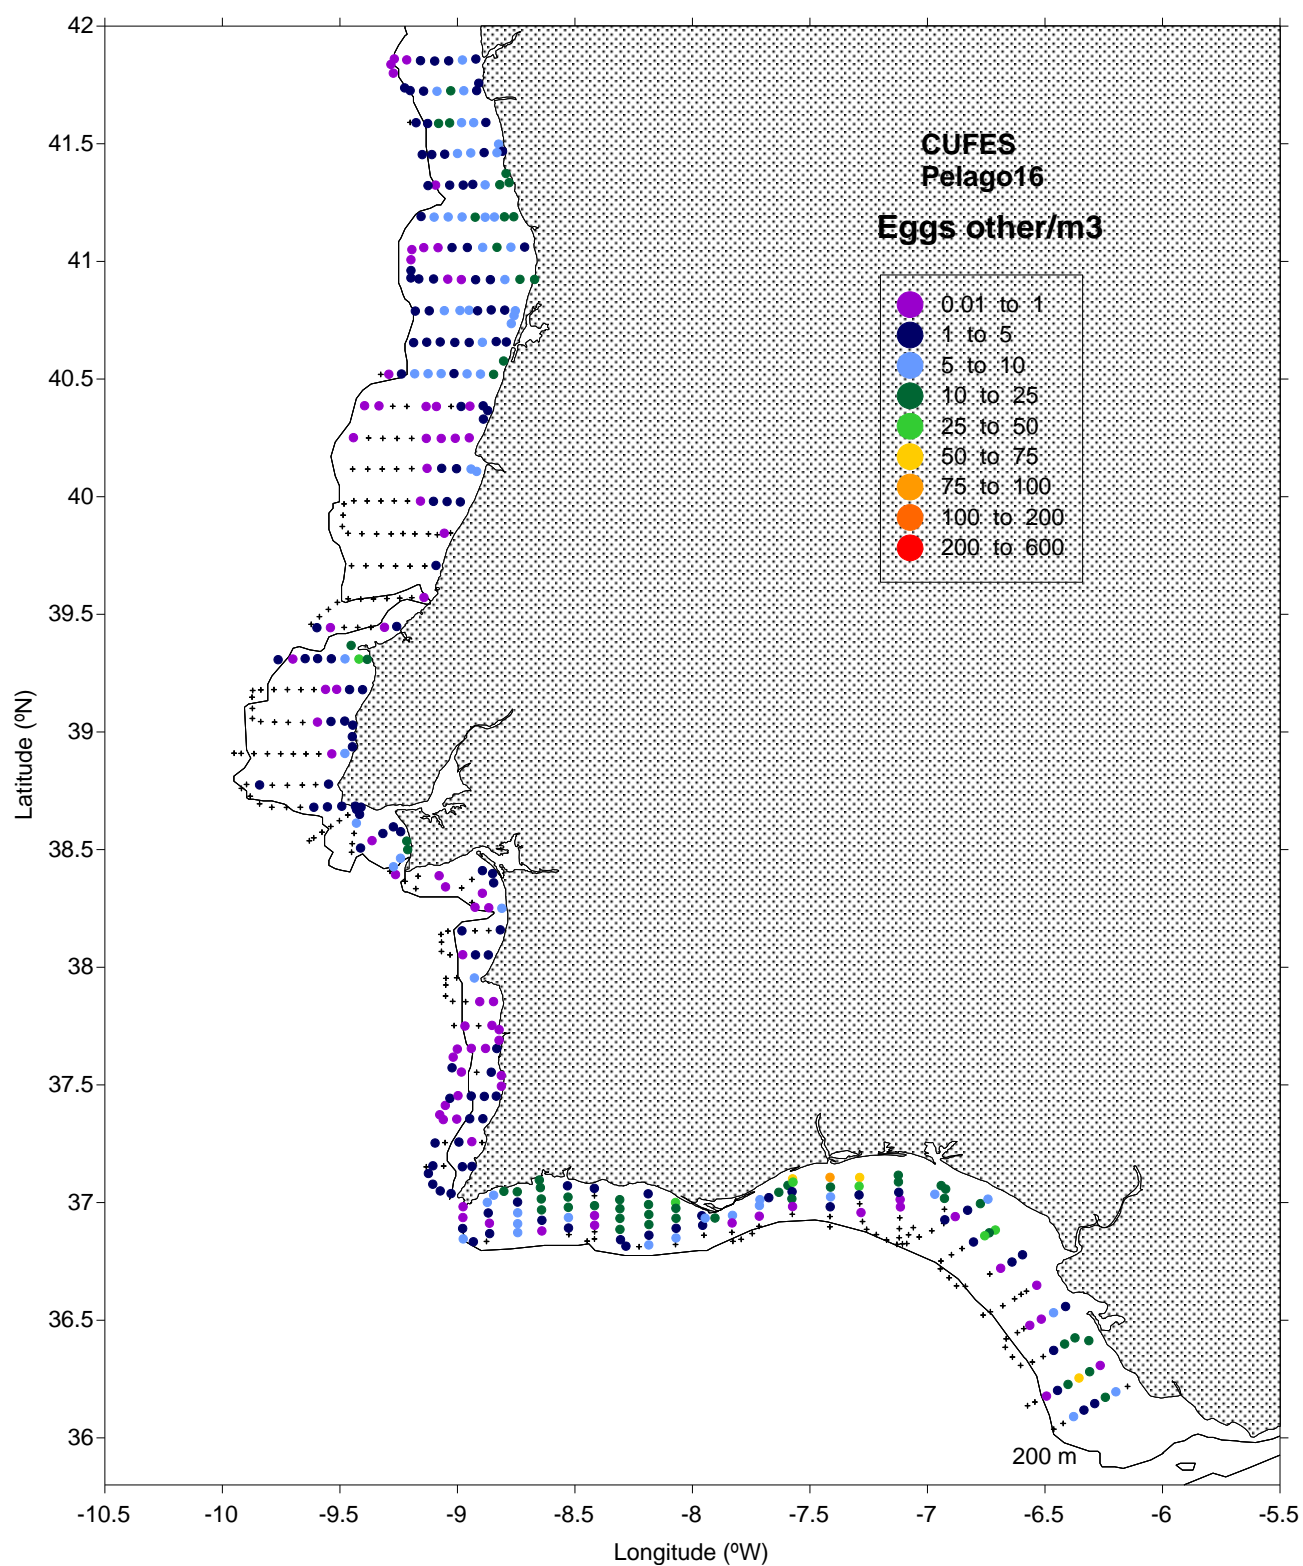 42
41.5
41
40.5
40
39.5
39
38.5
38
37.5
37
36.5
36
Latitude (ºN)
CUFES
Pelago16
Eggs other/m3
0.01 to 1
1 to 5
5 to 10
10 to 25
25 to 50
50 to 75
75 to 100
100 to 200
200 to 600
200 m
-10.5 -10 -9.5 -9 -8.5 -8 -7.5 -7 -6.5 -6 -5.5
Longitude (ºW)